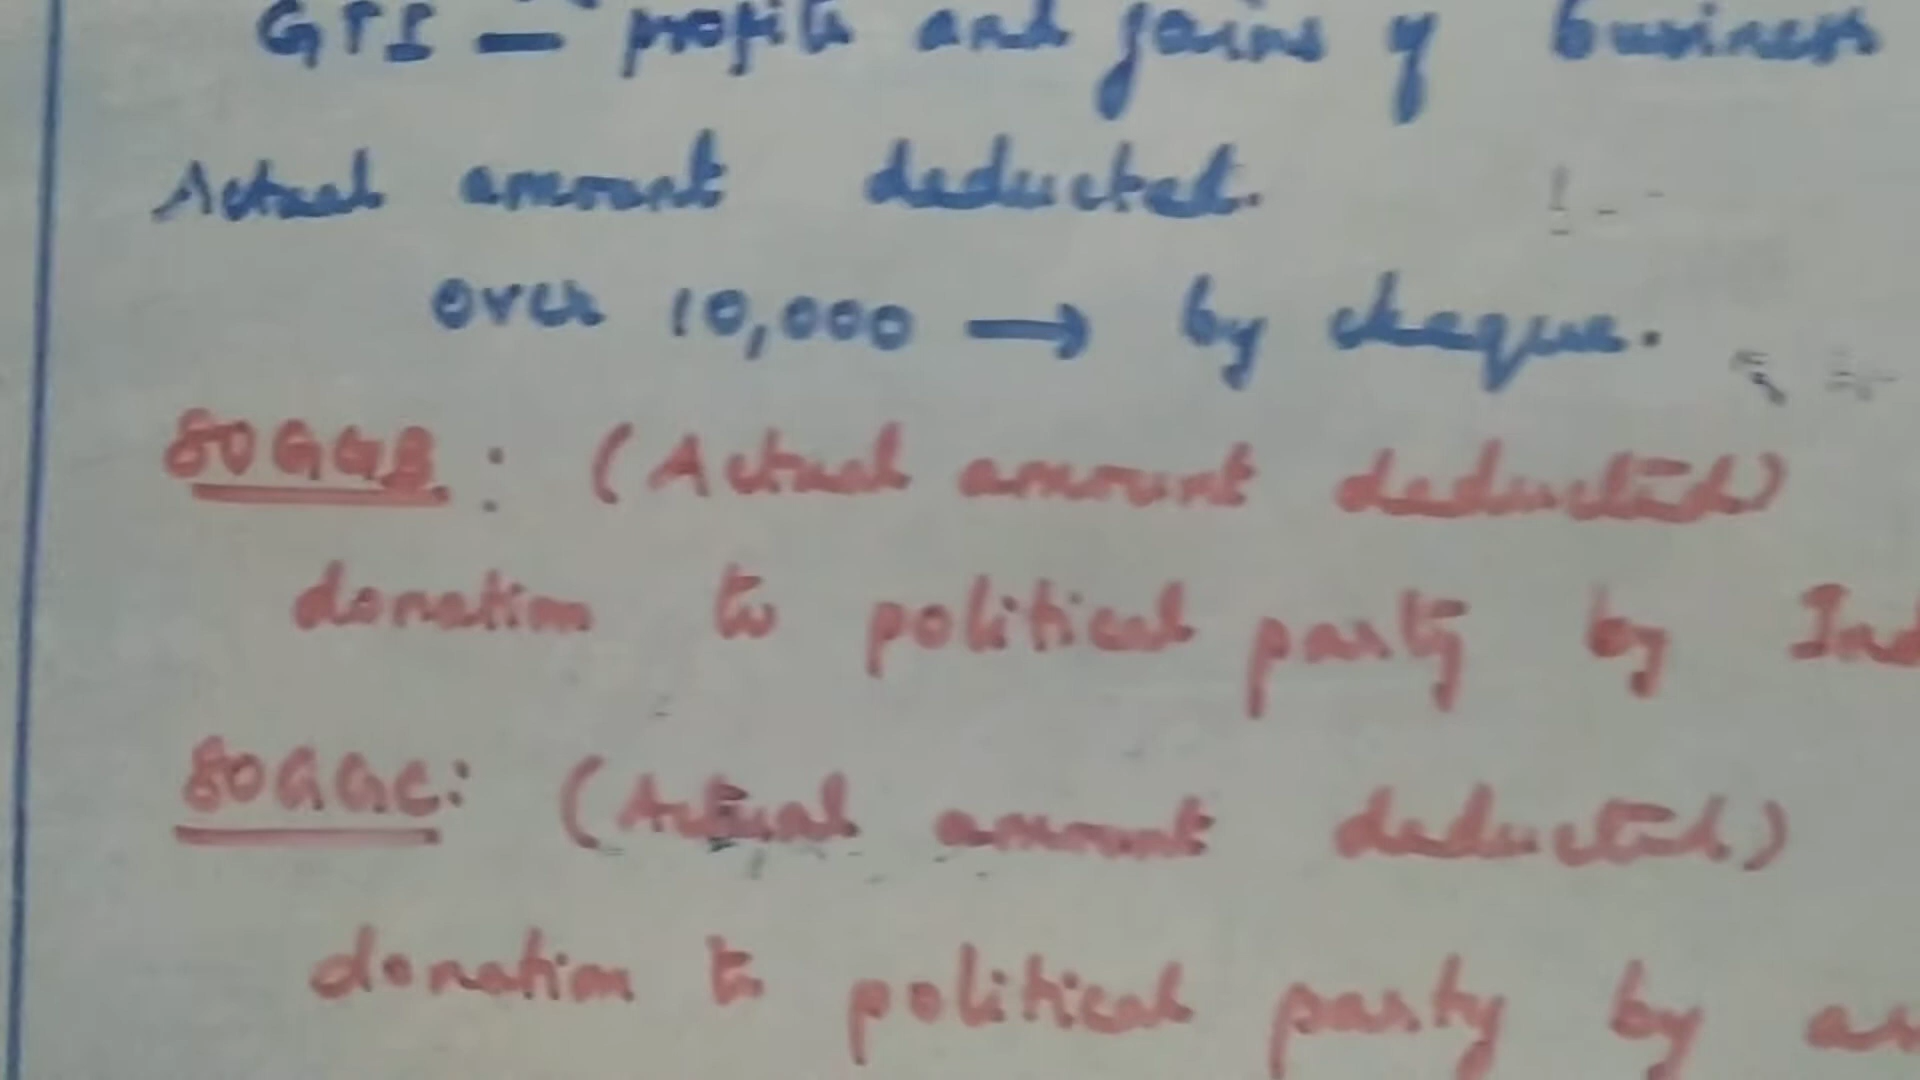 GTI — profits and gains of business
Actual amount deducted.
over 10,000 → by cheque.
80GGB : (Actual amount deducted)
donation to political party by Ind
80GGC : (Actual amount deducted)
donation to political party by